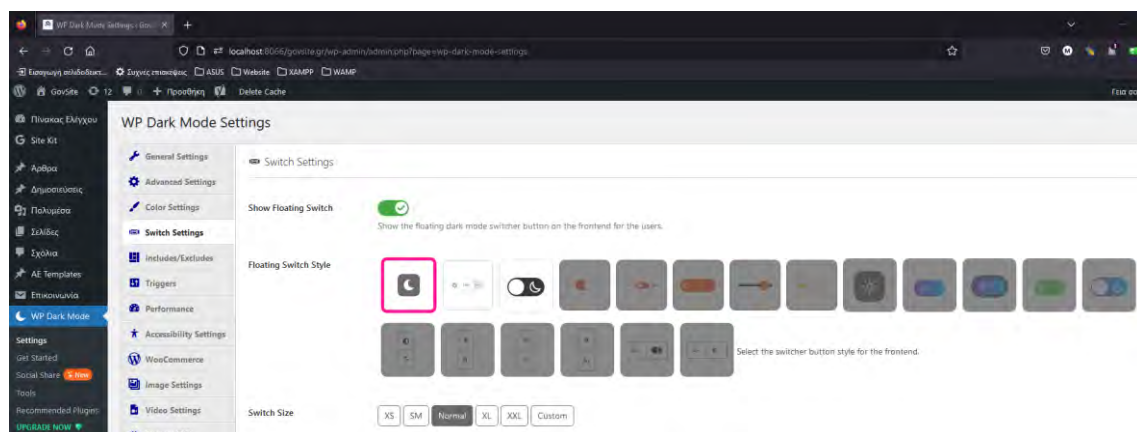 WP Dark Mode Settings ‹ Gov
localhost:8066/govsite.gr/wp-admin/admin.php?page=wp-dark-mode-settings
Εισαγωγή σελιδοδεικτ... Συχνές επισκέψεις ASUS Website XAMPP WAMP
GovSite 12 0 Προσθήκη Delete Cache Γεια σα
Πίνακας Ελέγχου
Site Kit
Άρθρα
Δημοσιεύσεις
Πολυμέσα
Σελίδες
Σχόλια
AE Templates
Επικοινωνία
WP Dark Mode
Settings
Get Started
Social Share New
Tools
Recommended Plugins
UPGRADE NOW
WP Dark Mode Settings
General Settings
Advanced Settings
Color Settings
Switch Settings
Includes/Excludes
Triggers
Performance
Accessibility Settings
WooCommerce
Image Settings
Video Settings
Switch Settings
Show Floating Switch
Show the floating dark mode switcher button on the frontend for the users.
Floating Switch Style
Select the switcher button style for the frontend.
Switch Size
XS SM Normal XL XXL Custom